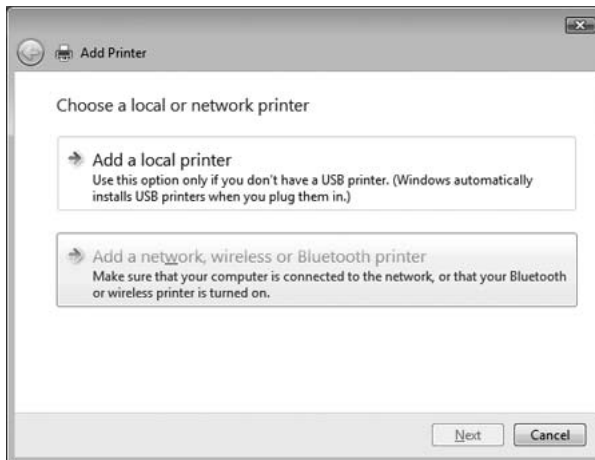 Add Printer
Choose a local or network printer
Add a local printer
Use this option only if you don't have a USB printer. (Windows automatically
installs USB printers when you plug them in.)
Add a network, wireless or Bluetooth printer
Make sure that your computer is connected to the network, or that your Bluetooth
or wireless printer is turned on.
Next Cancel